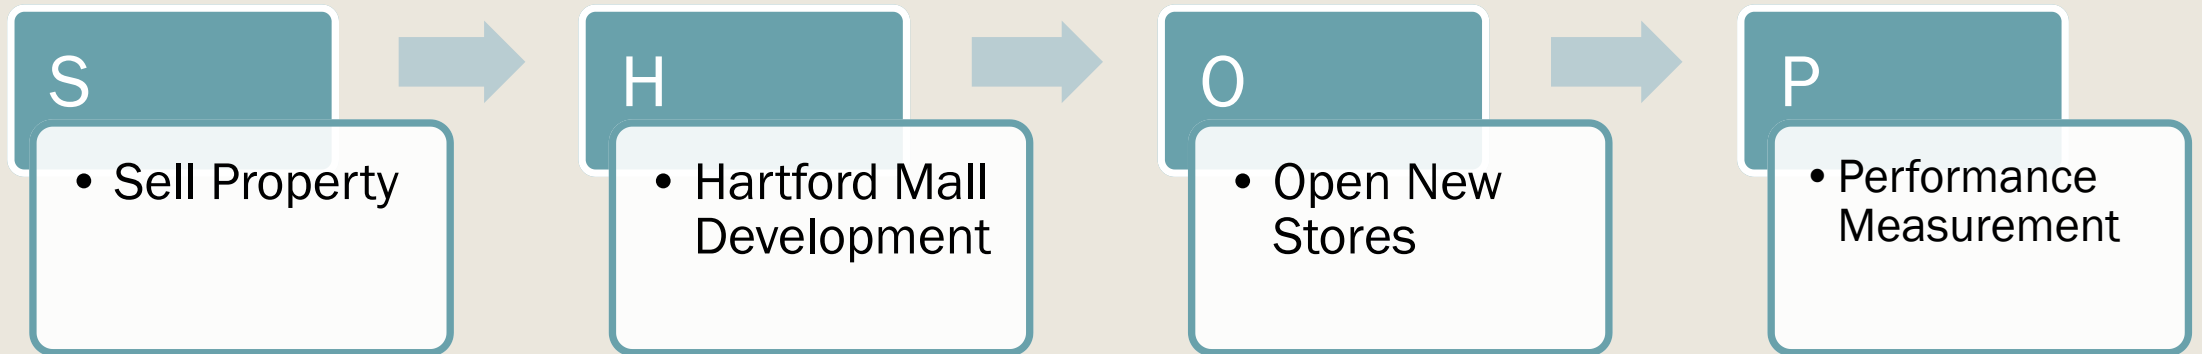 S
• Sell Property
H
• Hartford Mall
Development
O
• Open New
Stores
P
• Performance
Measurement